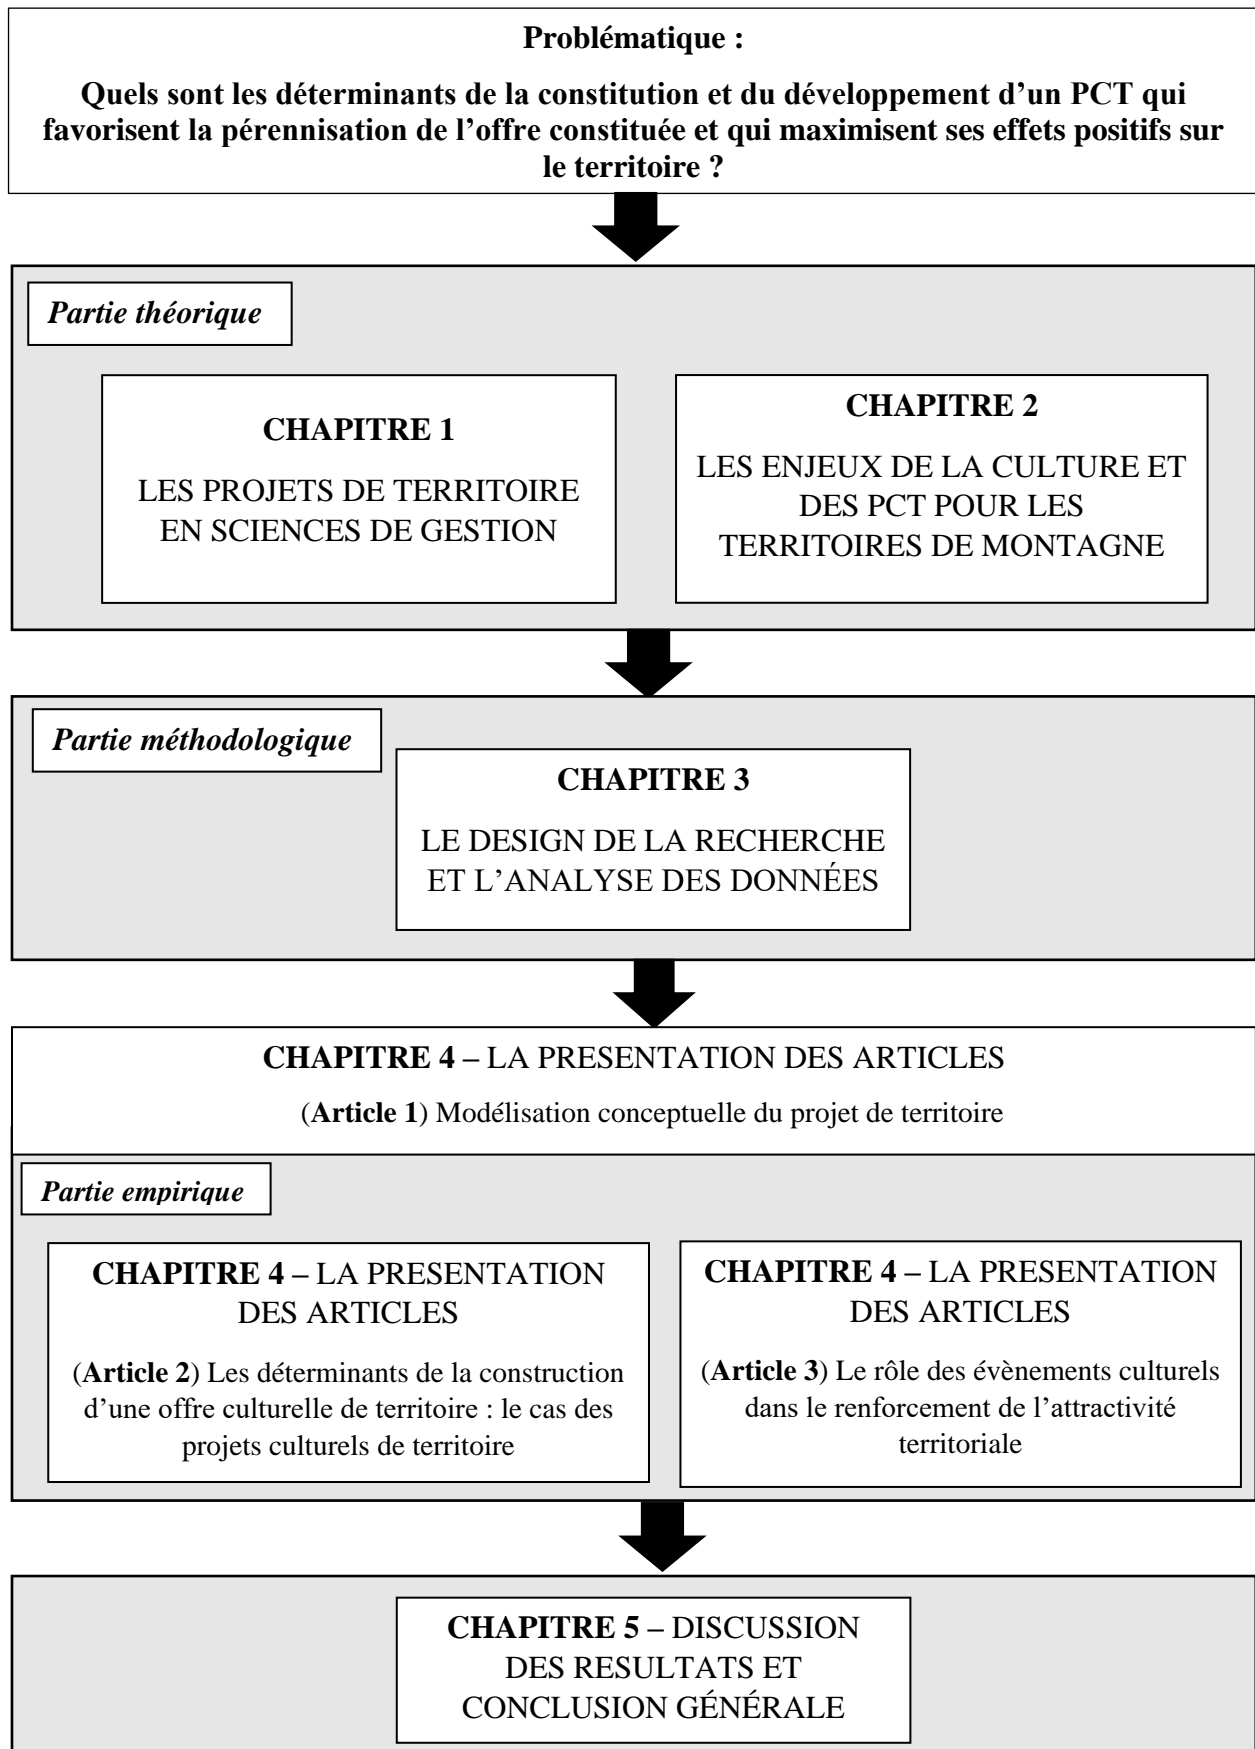 Problématique :
Quels sont les déterminants de la constitution et du développement d’un PCT qui
favorisent la pérennisation de l’offre constituée et qui maximisent ses effets positifs sur
le territoire ?
Partie théorique
CHAPITRE 1
LES PROJETS DE TERRITOIRE
EN SCIENCES DE GESTION
CHAPITRE 2
LES ENJEUX DE LA CULTURE ET
DES PCT POUR LES
TERRITOIRES DE MONTAGNE
Partie méthodologique
CHAPITRE 3
LE DESIGN DE LA RECHERCHE
ET L’ANALYSE DES DONNÉES
CHAPITRE 4 – LA PRESENTATION DES ARTICLES
(Article 1) Modélisation conceptuelle du projet de territoire
Partie empirique
CHAPITRE 4 – LA PRESENTATION
DES ARTICLES
(Article 2) Les déterminants de la construction
d’une offre culturelle de territoire : le cas des
projets culturels de territoire
CHAPITRE 4 – LA PRESENTATION
DES ARTICLES
(Article 3) Le rôle des évènements culturels
dans le renforcement de l’attractivité
territoriale
CHAPITRE 5 – DISCUSSION
DES RESULTATS ET
CONCLUSION GÉNÉRALE